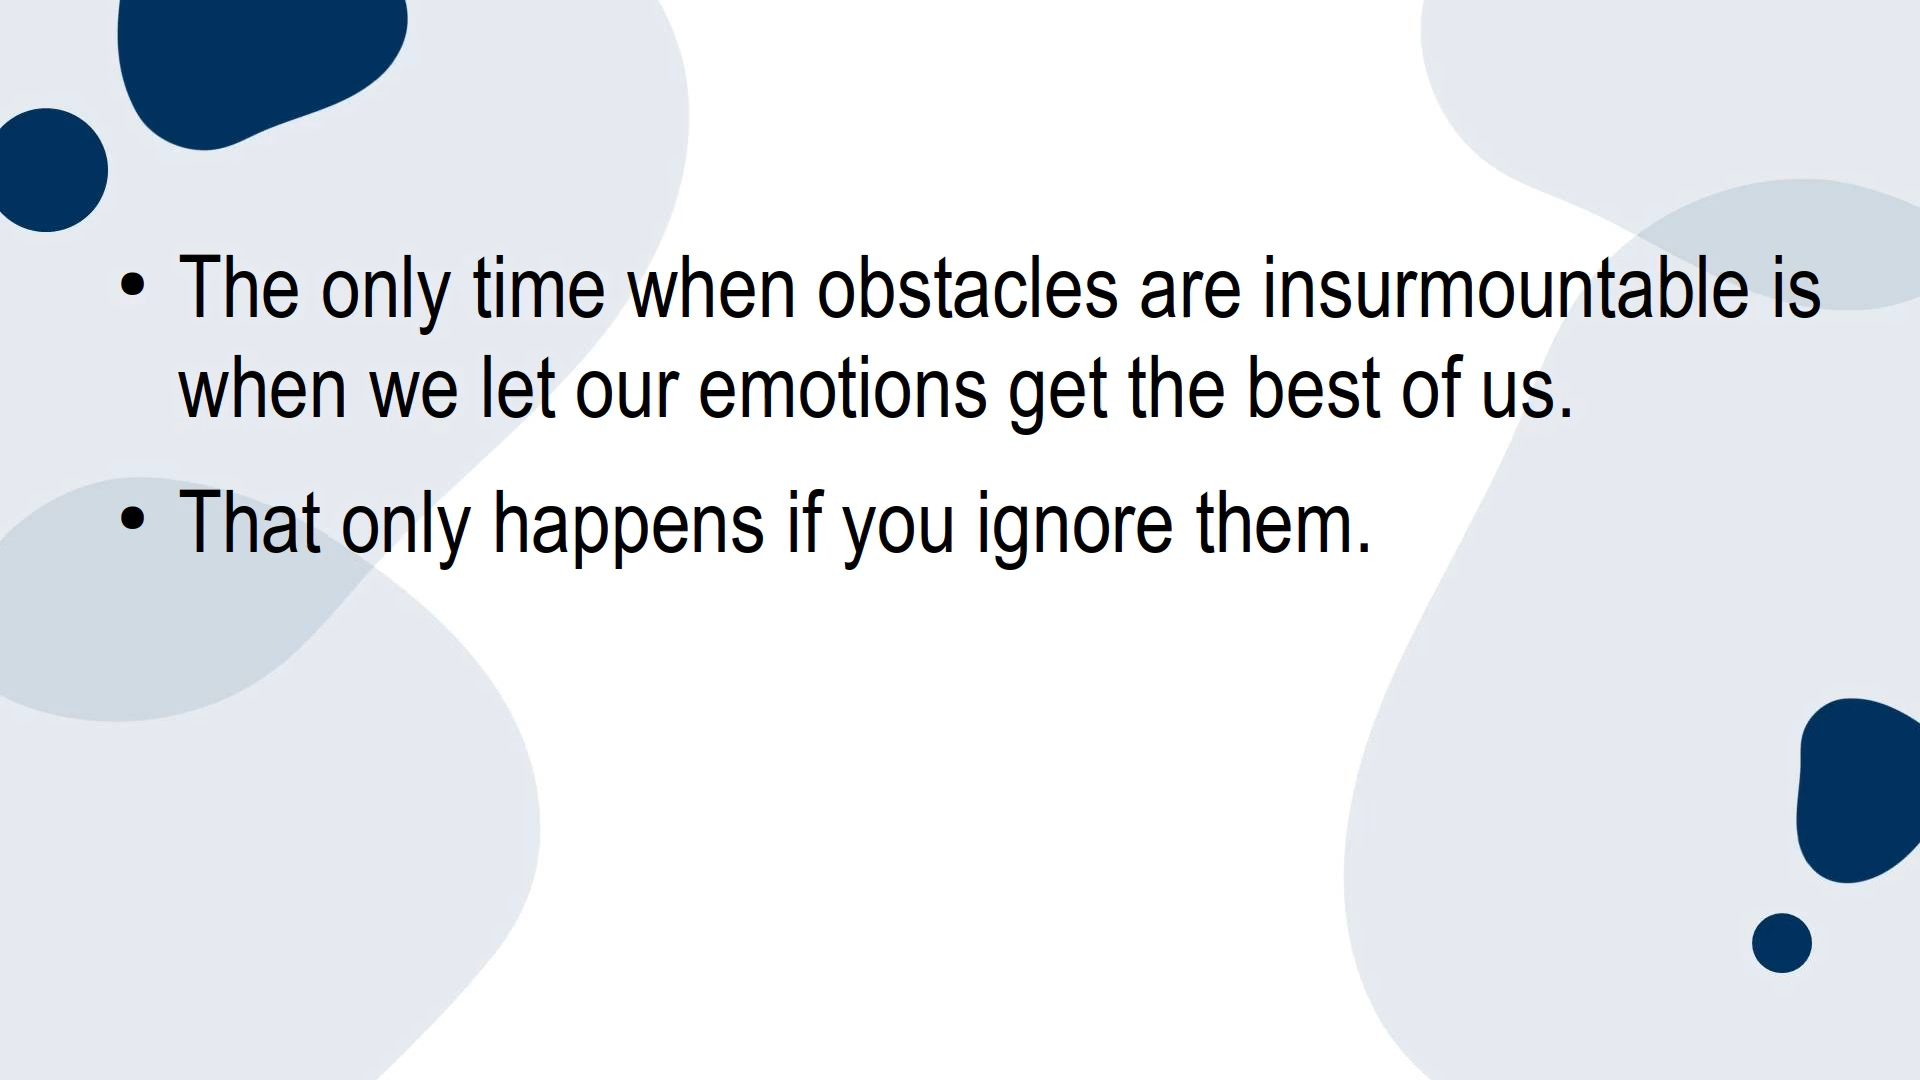 • The only time when obstacles are insurmountable is
when we let our emotions get the best of us.
• That only happens if you ignore them.